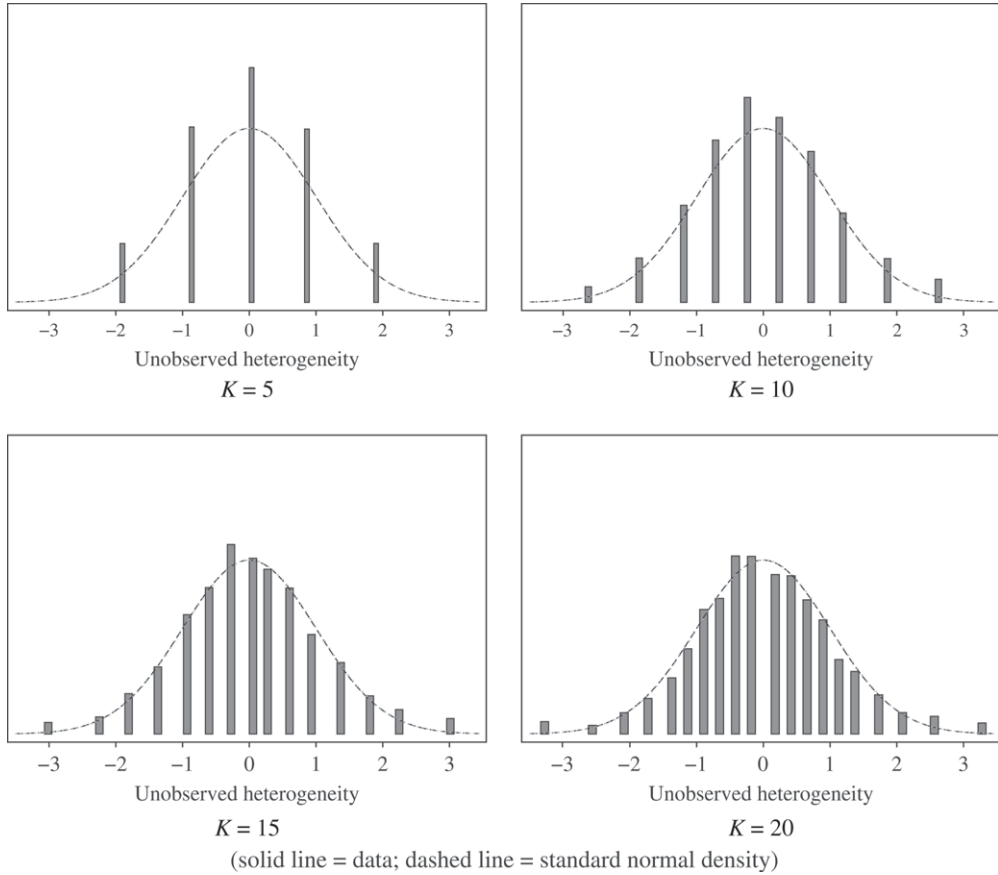 −3 −2 −1 0 1 2 3
Unobserved heterogeneity
K = 5
−3 −2 −1 0 1 2 3
Unobserved heterogeneity
K = 10
−3 −2 −1 0 1 2 3
Unobserved heterogeneity
K = 15
−3 −2 −1 0 1 2 3
Unobserved heterogeneity
K = 20
(solid line = data; dashed line = standard normal density)